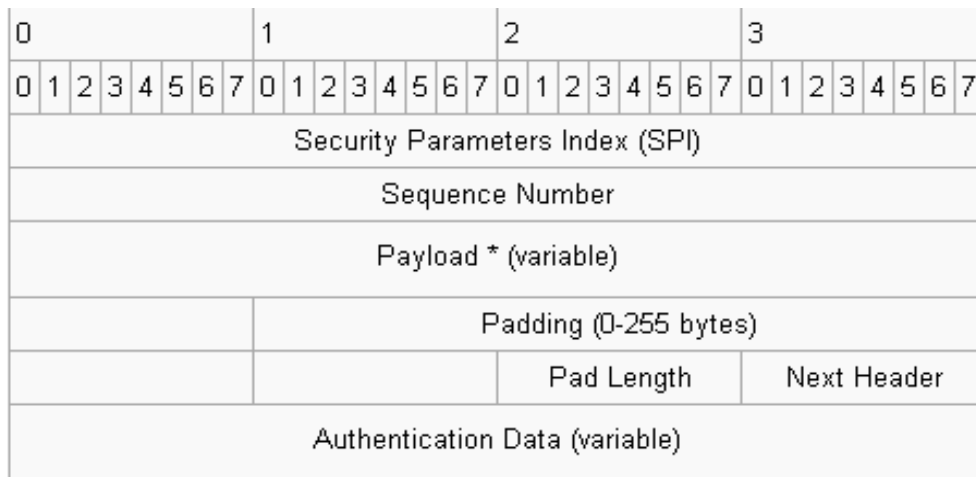 0 1 2 3
0 1 2 3 4 5 6 7 0 1 2 3 4 5 6 7 0 1 2 3 4 5 6 7 0 1 2 3 4 5 6 7
Security Parameters Index (SPI)
Sequence Number
Payload * (variable)
Padding (0-255 bytes)
Pad Length Next Header
Authentication Data (variable)